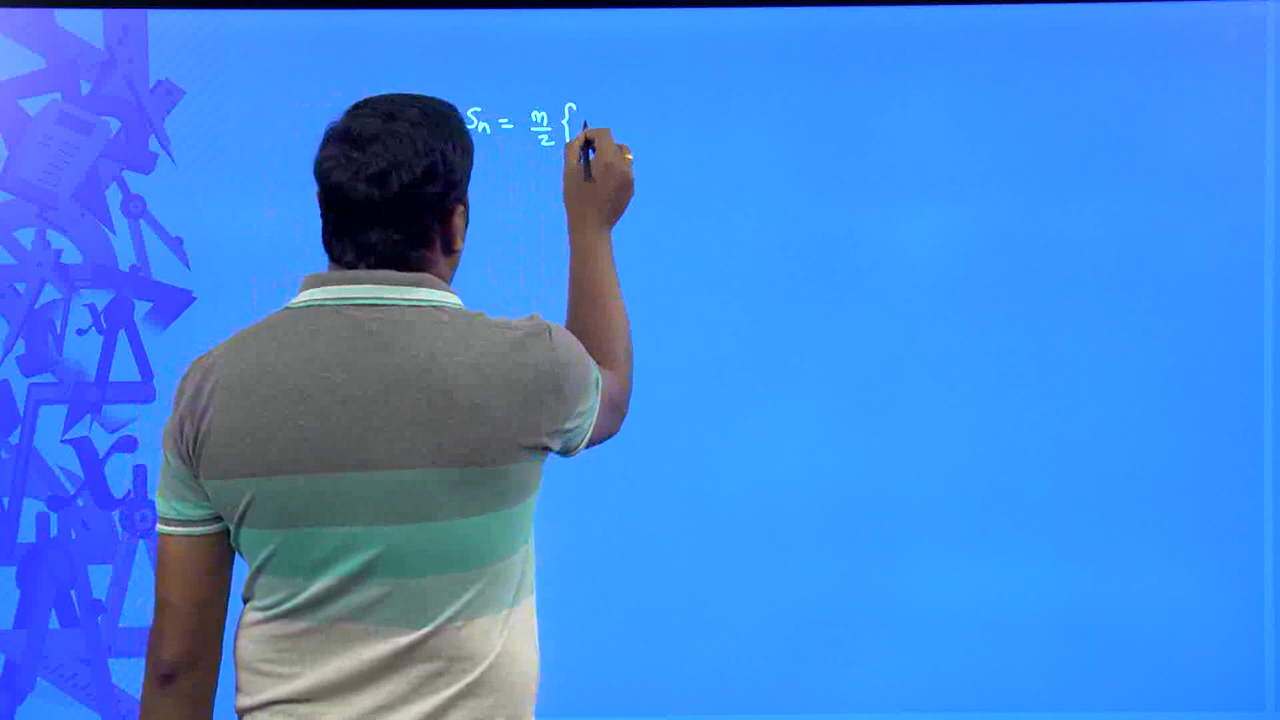 Sn = n/2 {